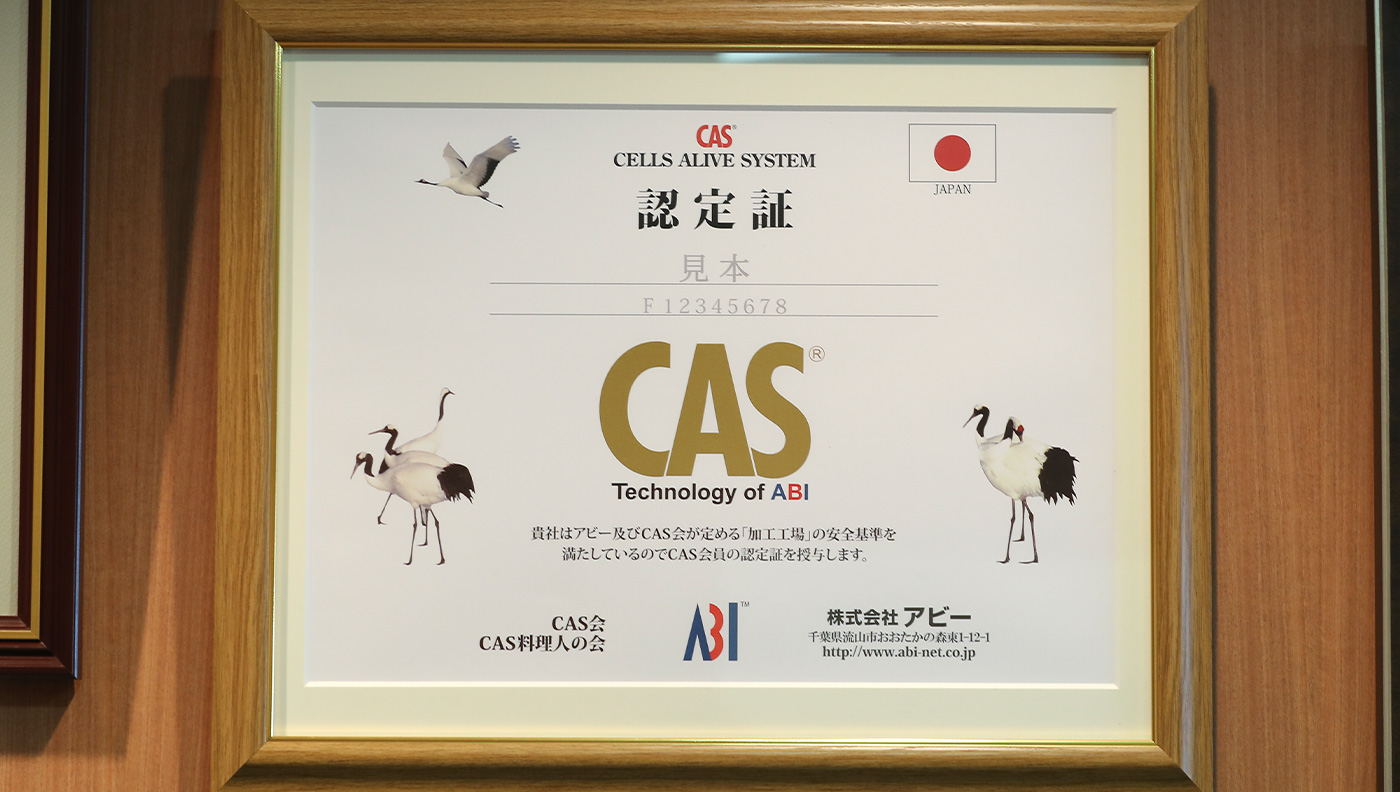 CAS®
CELLS ALIVE SYSTEM
JAPAN
認定証
見本
F12345678
CAS®
Technology of ABI
貴社はアビー及びCAS会が定める「加工工場」の安全基準を
満たしているのでCAS会員の認定証を授与します。
CAS会
CAS料理人の会
ABI™
株式会社 アビー
千葉県流山市おおたかの森東1-12-1
http://www.abi-net.co.jp